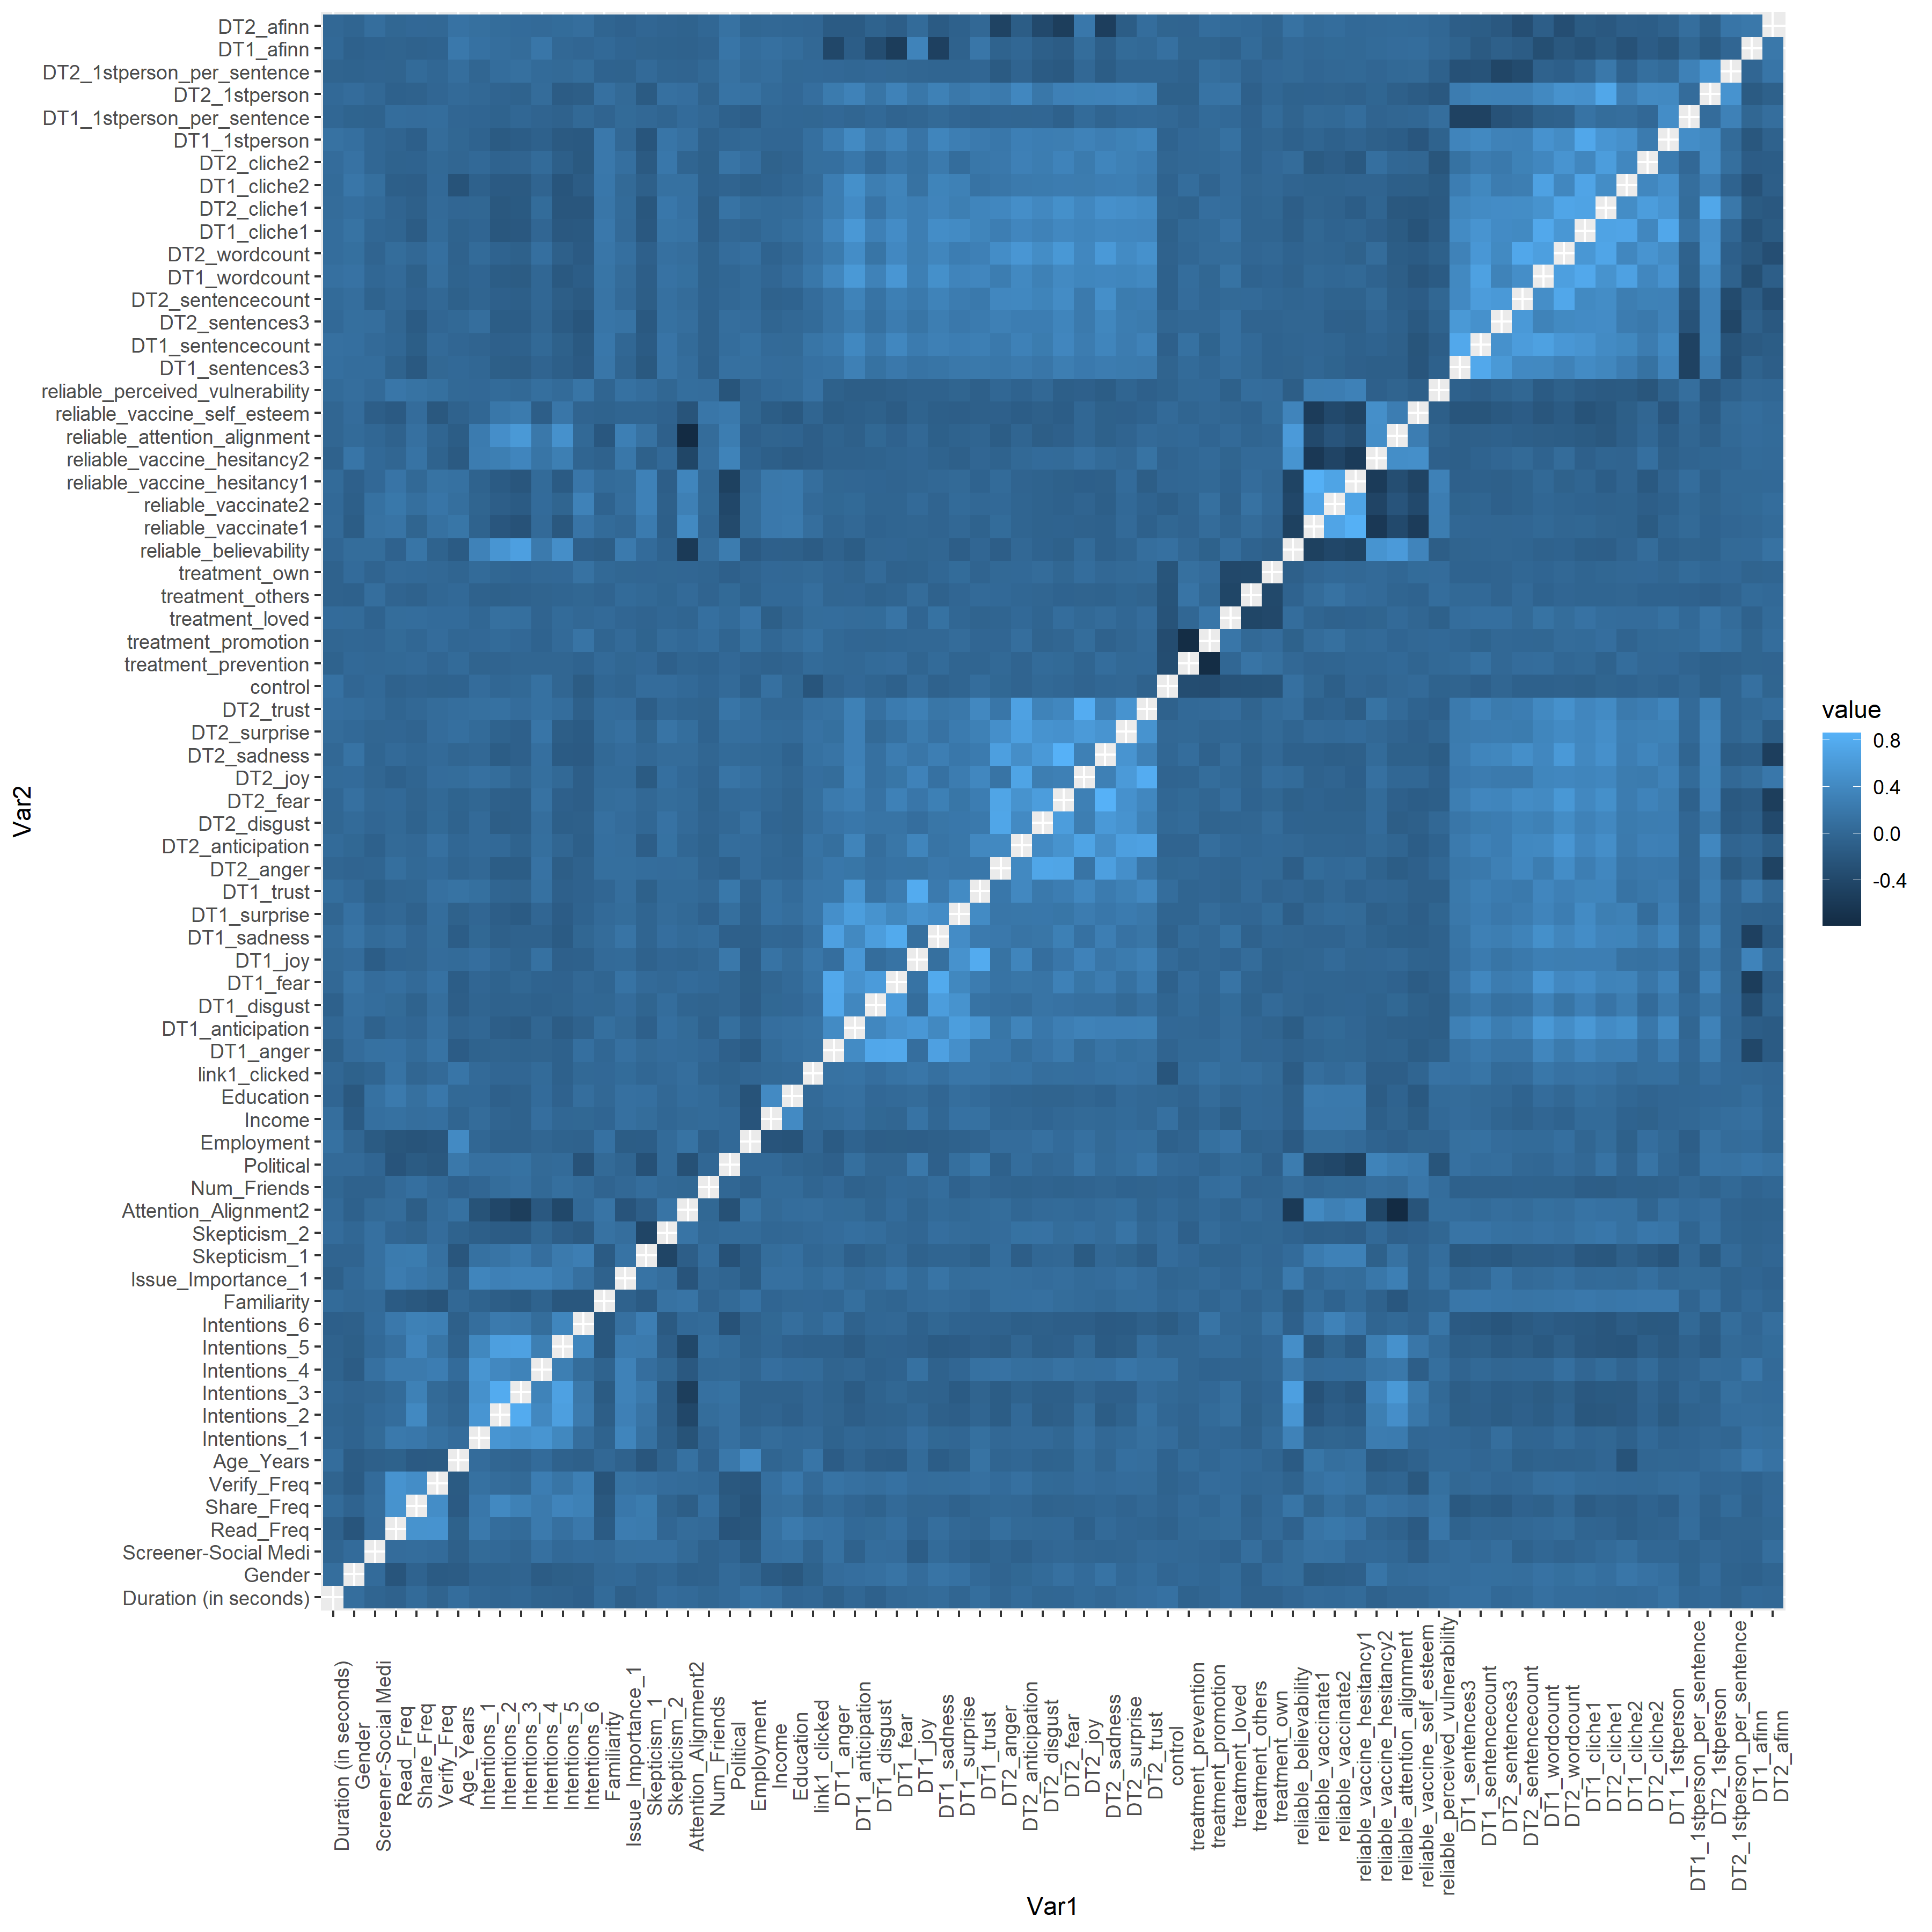 DT2_afinn
DT1_afinn
DT2_1stperson_per_sentence
DT2_1stperson
DT1_1stperson_per_sentence
DT1_1stperson
DT2_cliche2
DT1_cliche2
DT2_cliche1
DT1_cliche1
DT2_wordcount
DT1_wordcount
DT2_sentencecount
DT2_sentences3
DT1_sentencecount
DT1_sentences3
reliable_perceived_vulnerability
reliable_vaccine_self_esteem
reliable_attention_alignment
reliable_vaccine_hesitancy2
reliable_vaccine_hesitancy1
reliable_vaccinate2
reliable_vaccinate1
reliable_believability
treatment_own
treatment_others
treatment_loved
treatment_promotion
treatment_prevention
control
DT2_trust
DT2_surprise
DT2_sadness
DT2_joy
DT2_fear
DT2_disgust
DT2_anticipation
DT2_anger
DT1_trust
DT1_surprise
DT1_sadness
DT1_joy
DT1_fear
DT1_disgust
DT1_anticipation
DT1_anger
link1_clicked
Education
Income
Employment
Political
Num_Friends
Attention_Alignment2
Skepticism_2
Skepticism_1
Issue_Importance_1
Familiarity
Intentions_6
Intentions_5
Intentions_4
Intentions_3
Intentions_2
Intentions_1
Age_Years
Verify_Freq
Share_Freq
Read_Freq
Screener-Social Medi
Gender
Duration (in seconds)
Var2
Duration (in seconds)
Gender
Screener-Social Medi
Read_Freq
Share_Freq
Verify_Freq
Age_Years
Intentions_1
Intentions_2
Intentions_3
Intentions_4
Intentions_5
Intentions_6
Familiarity
Issue_Importance_1
Skepticism_1
Skepticism_2
Attention_Alignment2
Num_Friends
Political
Employment
Income
Education
link1_clicked
DT1_anger
DT1_anticipation
DT1_disgust
DT1_fear
DT1_joy
DT1_sadness
DT1_surprise
DT1_trust
DT2_anger
DT2_anticipation
DT2_disgust
DT2_fear
DT2_joy
DT2_sadness
DT2_surprise
DT2_trust
control
treatment_prevention
treatment_promotion
treatment_loved
treatment_others
treatment_own
reliable_believability
reliable_vaccinate1
reliable_vaccinate2
reliable_vaccine_hesitancy1
reliable_vaccine_hesitancy2
reliable_attention_alignment
reliable_vaccine_self_esteem
reliable_perceived_vulnerability
DT1_sentences3
DT1_sentencecount
DT2_sentences3
DT2_sentencecount
DT1_wordcount
DT2_wordcount
DT1_cliche1
DT2_cliche1
DT1_cliche2
DT2_cliche2
DT1_1stperson
DT1_1stperson_per_sentence
DT2_1stperson
DT2_1stperson_per_sentence
DT1_afinn
DT2_afinn
Var1
value
0.8
0.4
0.0
-0.4